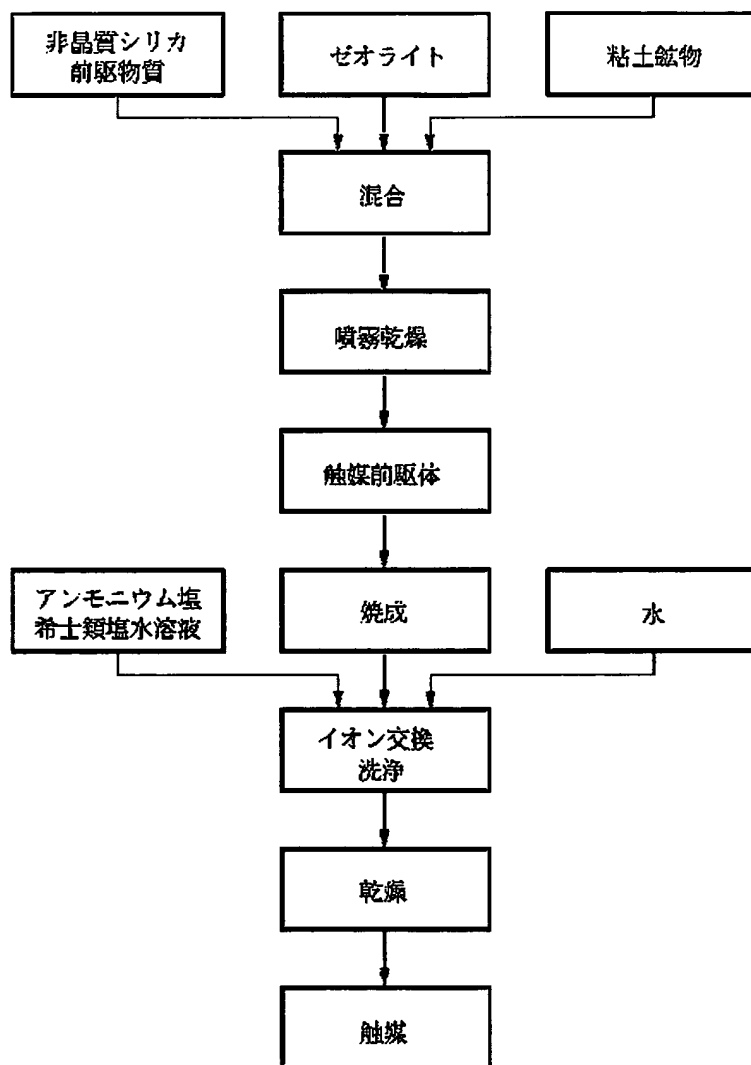 非晶質シリカ
前駆物質
ゼオライト
粘土鉱物
混合
噴霧乾燥
触媒前駆体
アンモニウム塩
希土類塩水溶液
焼成
水
イオン交換
洗浄
乾燥
触媒